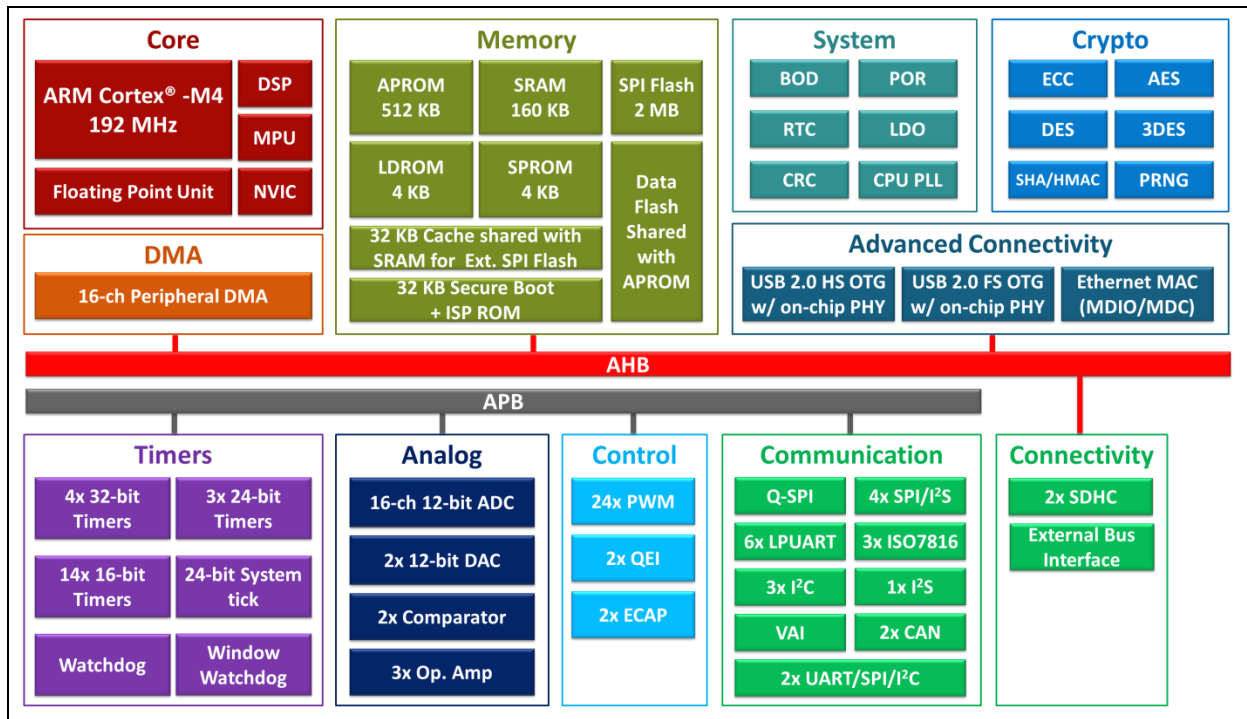 Core
ARM Cortex® -M4
192 MHz
DSP
MPU
Floating Point Unit
NVIC
DMA
16-ch Peripheral DMA
Memory
APROM
512 KB
SRAM
160 KB
SPI Flash
2 MB
LDROM
4 KB
SPROM
4 KB
Data
Flash
Shared
with
APROM
32 KB Cache shared with
SRAM for Ext. SPI Flash
32 KB Secure Boot
+ ISP ROM
System
BOD
POR
RTC
LDO
CRC
CPU PLL
Crypto
ECC
AES
DES
3DES
SHA/HMAC
PRNG
Advanced Connectivity
USB 2.0 HS OTG
w/ on-chip PHY
USB 2.0 FS OTG
w/ on-chip PHY
Ethernet MAC
(MDIO/MDC)
AHB
APB
Timers
4x 32-bit
Timers
3x 24-bit
Timers
14x 16-bit
Timers
24-bit System
tick
Watchdog
Window
Watchdog
Analog
16-ch 12-bit ADC
2x 12-bit DAC
2x Comparator
3x Op. Amp
Control
24x PWM
2x QEI
2x ECAP
Communication
Q-SPI
4x SPI/I²S
6x LPUART
3x ISO7816
3x I²C
1x I²S
VAI
2x CAN
2x UART/SPI/I²C
Connectivity
2x SDHC
External Bus
Interface